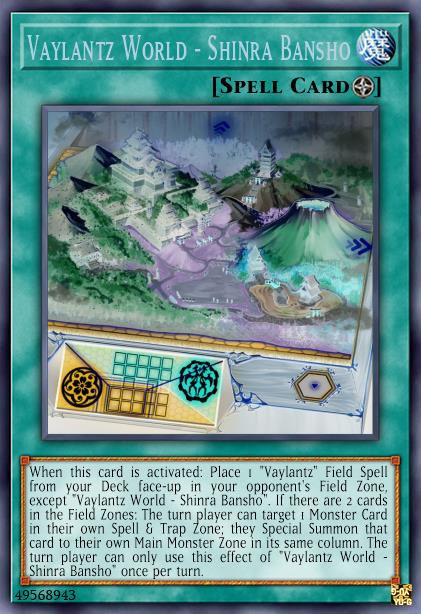 Vaylantz World - Shinra Bansho
魔
[Spell Card]
When this card is activated: Place 1 "Vaylantz" Field Spell
from your Deck face-up in your opponent's Field Zone,
except "Vaylantz World - Shinra Bansho". If there are 2 cards
in the Field Zones: The turn player can target 1 Monster Card
in their own Spell & Trap Zone; they Special Summon that
card to their own Main Monster Zone in its same column. The
turn player can only use this effect of "Vaylantz World -
Shinra Bansho" once per turn.
49568943